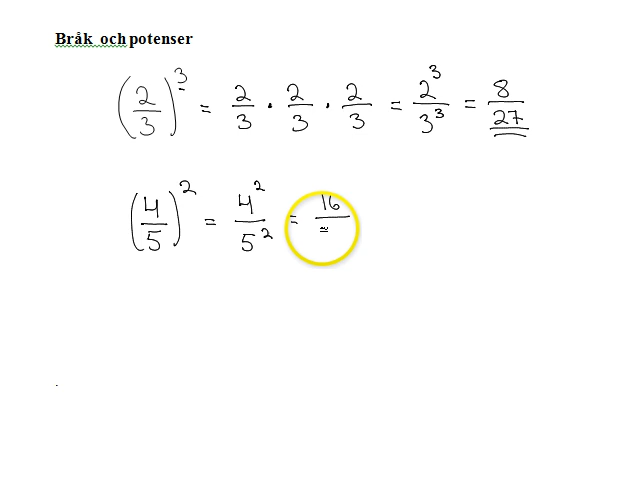 Bråk och potenser
(2/3)^3 = 2/3 · 2/3 · 2/3 = 2^3/3^3 = 8/27
(4/5)^2 = 4^2/5^2 = 16/